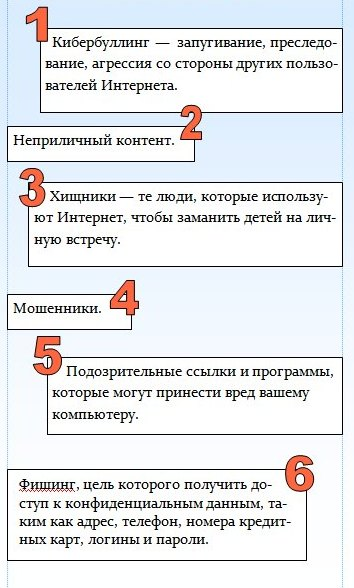 1
Кибербуллинг — запугивание, преследо-
вание, агрессия со стороны других пользо-
вателей Интернета.
2
Неприличный контент.
3
Хищники — те люди, которые использу-
ют Интернет, чтобы заманить детей на лич-
ную встречу.
Мошенники. 4
5
Подозрительные ссылки и программы,
которые могут принести вред вашему
компьютеру.
6
Фишинг, цель которого получить до-
ступ к конфиденциальным данным, та-
ким как адрес, телефон, номера кредит-
ных карт, логины и пароли.